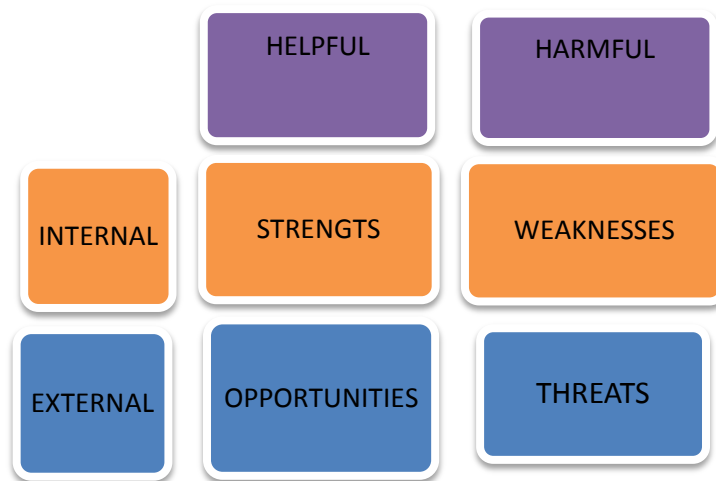 HELPFUL
HARMFUL
INTERNAL
STRENGTS
WEAKNESSES
EXTERNAL
OPPORTUNITIES
THREATS